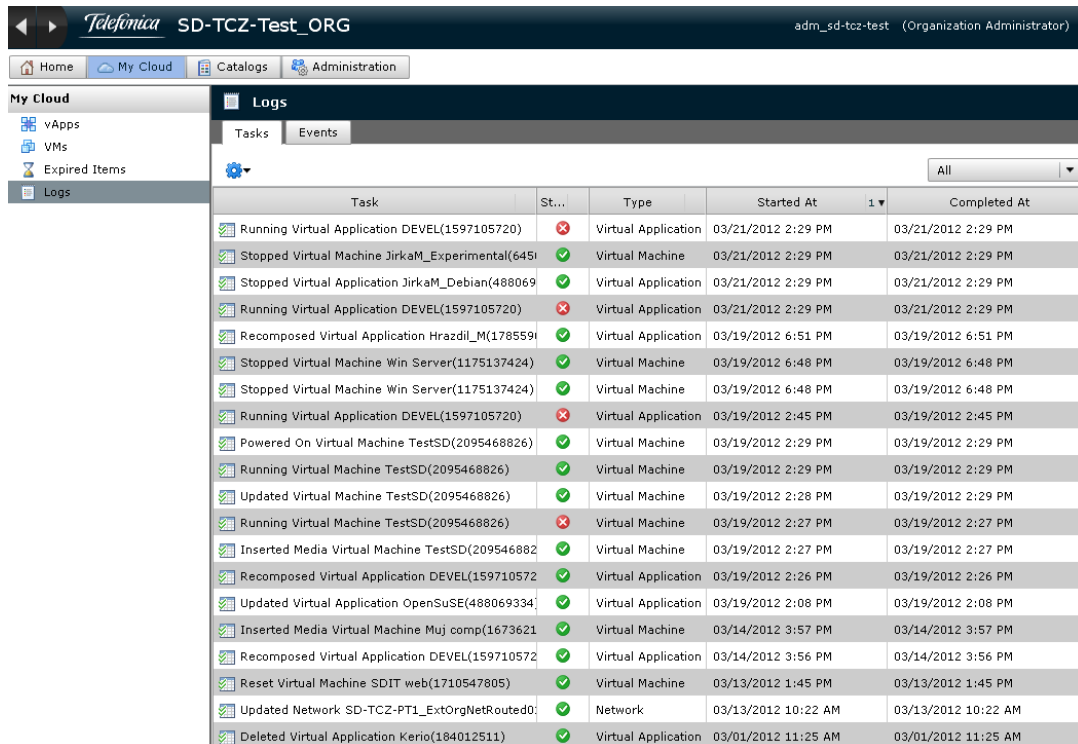 Telefónica SD-TCZ-Test_ORG adm_sd-tcz-test (Organization Administrator)
Home My Cloud Catalogs Administration
My Cloud
vApps
VMs
Expired Items
Logs
Logs
Tasks Events
All
Task St... Type Started At 1 Completed At
Running Virtual Application DEVEL(1597105720) Virtual Application 03/21/2012 2:29 PM 03/21/2012 2:29 PM
Stopped Virtual Machine JirkaM_Experimental(645 Virtual Machine 03/21/2012 2:29 PM 03/21/2012 2:29 PM
Stopped Virtual Application JirkaM_Debian(488069 Virtual Application 03/21/2012 2:29 PM 03/21/2012 2:29 PM
Running Virtual Application DEVEL(1597105720) Virtual Application 03/21/2012 2:29 PM 03/21/2012 2:29 PM
Recomposed Virtual Application Hrazdil_M(178559 Virtual Application 03/19/2012 6:51 PM 03/19/2012 6:51 PM
Stopped Virtual Machine Win Server(1175137424) Virtual Machine 03/19/2012 6:48 PM 03/19/2012 6:48 PM
Stopped Virtual Machine Win Server(1175137424) Virtual Machine 03/19/2012 6:48 PM 03/19/2012 6:48 PM
Running Virtual Application DEVEL(1597105720) Virtual Application 03/19/2012 2:45 PM 03/19/2012 2:45 PM
Powered On Virtual Machine TestSD(2095468826) Virtual Machine 03/19/2012 2:29 PM 03/19/2012 2:29 PM
Running Virtual Machine TestSD(2095468826) Virtual Machine 03/19/2012 2:29 PM 03/19/2012 2:29 PM
Updated Virtual Machine TestSD(2095468826) Virtual Machine 03/19/2012 2:28 PM 03/19/2012 2:29 PM
Running Virtual Machine TestSD(2095468826) Virtual Machine 03/19/2012 2:27 PM 03/19/2012 2:27 PM
Inserted Media Virtual Machine TestSD(209546882 Virtual Machine 03/19/2012 2:27 PM 03/19/2012 2:27 PM
Recomposed Virtual Application DEVEL(159710572 Virtual Application 03/19/2012 2:26 PM 03/19/2012 2:26 PM
Updated Virtual Application OpenSuSE(488069334) Virtual Application 03/19/2012 2:08 PM 03/19/2012 2:08 PM
Inserted Media Virtual Machine Muj comp(1673621 Virtual Machine 03/14/2012 3:57 PM 03/14/2012 3:57 PM
Recomposed Virtual Application DEVEL(159710572 Virtual Application 03/14/2012 3:56 PM 03/14/2012 3:56 PM
Reset Virtual Machine SDIT web(1710547805) Virtual Machine 03/13/2012 1:45 PM 03/13/2012 1:45 PM
Updated Network SD-TCZ-PT1_ExtOrgNetRouted0 Network 03/13/2012 10:22 AM 03/13/2012 10:22 AM
Deleted Virtual Application Kerio(184012511) Virtual Application 03/01/2012 11:25 AM 03/01/2012 11:25 AM